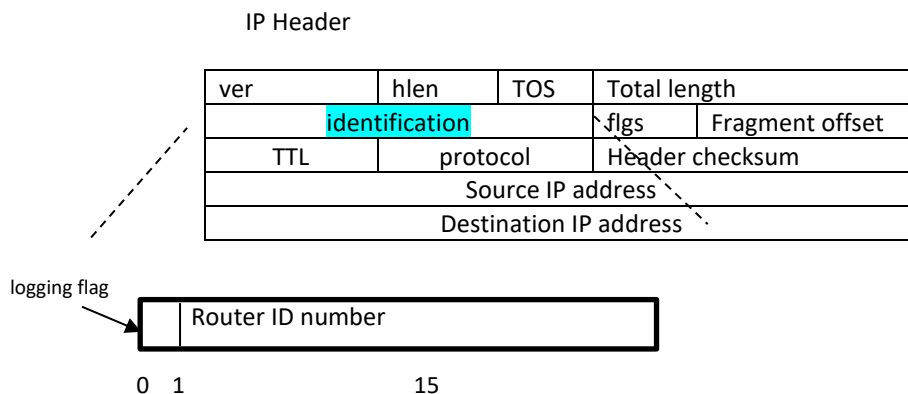 IP Header
ver hlen TOS Total length
identification flgs Fragment offset
TTL protocol Header checksum
Source IP address
Destination IP address
logging flag
Router ID number
0 1 15